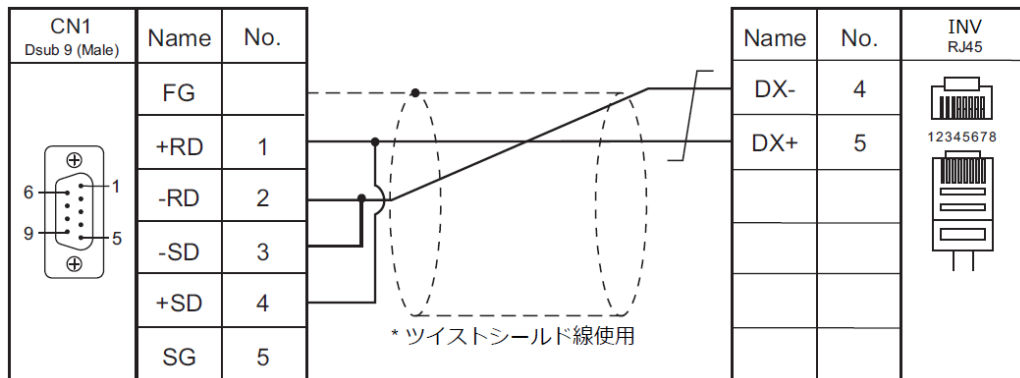 CN1
Dsub 9 (Male)
Name No.
Name No.
INV
RJ45
FG
DX- 4
+RD 1
DX+ 5
12345678
-RD 2
6 1
9 5
-SD 3
+SD 4
* ツイストシールド線使用
SG 5